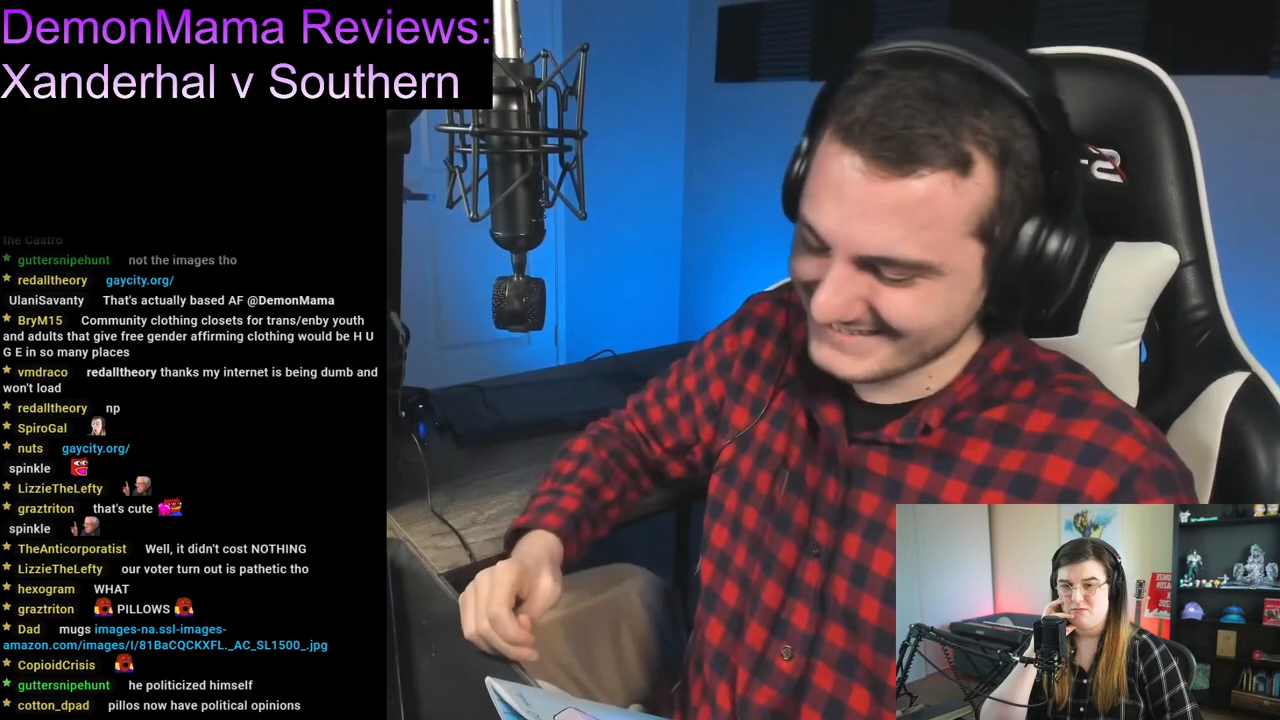 DemonMama Reviews:
Xanderhal v Southern
the Castro
guttersnipehunt not the images tho
redalltheory gaycity.org/
UlaniSavanty That's actually based AF @DemonMama
BryM15 Community clothing closets for trans/enby youth
and adults that give free gender affirming clothing would be H U
G E in so many places
vmdraco redalltheory thanks my internet is being dumb and
won't load
redalltheory np
SpiroGal
nuts gaycity.org/
spinkle
LizzieTheLefty
graztriton that's cute
spinkle
TheAnticorporatist Well, it didn't cost NOTHING
LizzieTheLefty our voter turn out is pathetic tho
hexogram WHAT
graztriton PILLOWS
Dad mugs images-na.ssl-images-
amazon.com/images/I/81BaCQCKXFL._AC_SL1500_.jpg
CopioidCrisis
guttersnipehunt he politicized himself
cotton_dpad pillos now have political opinions